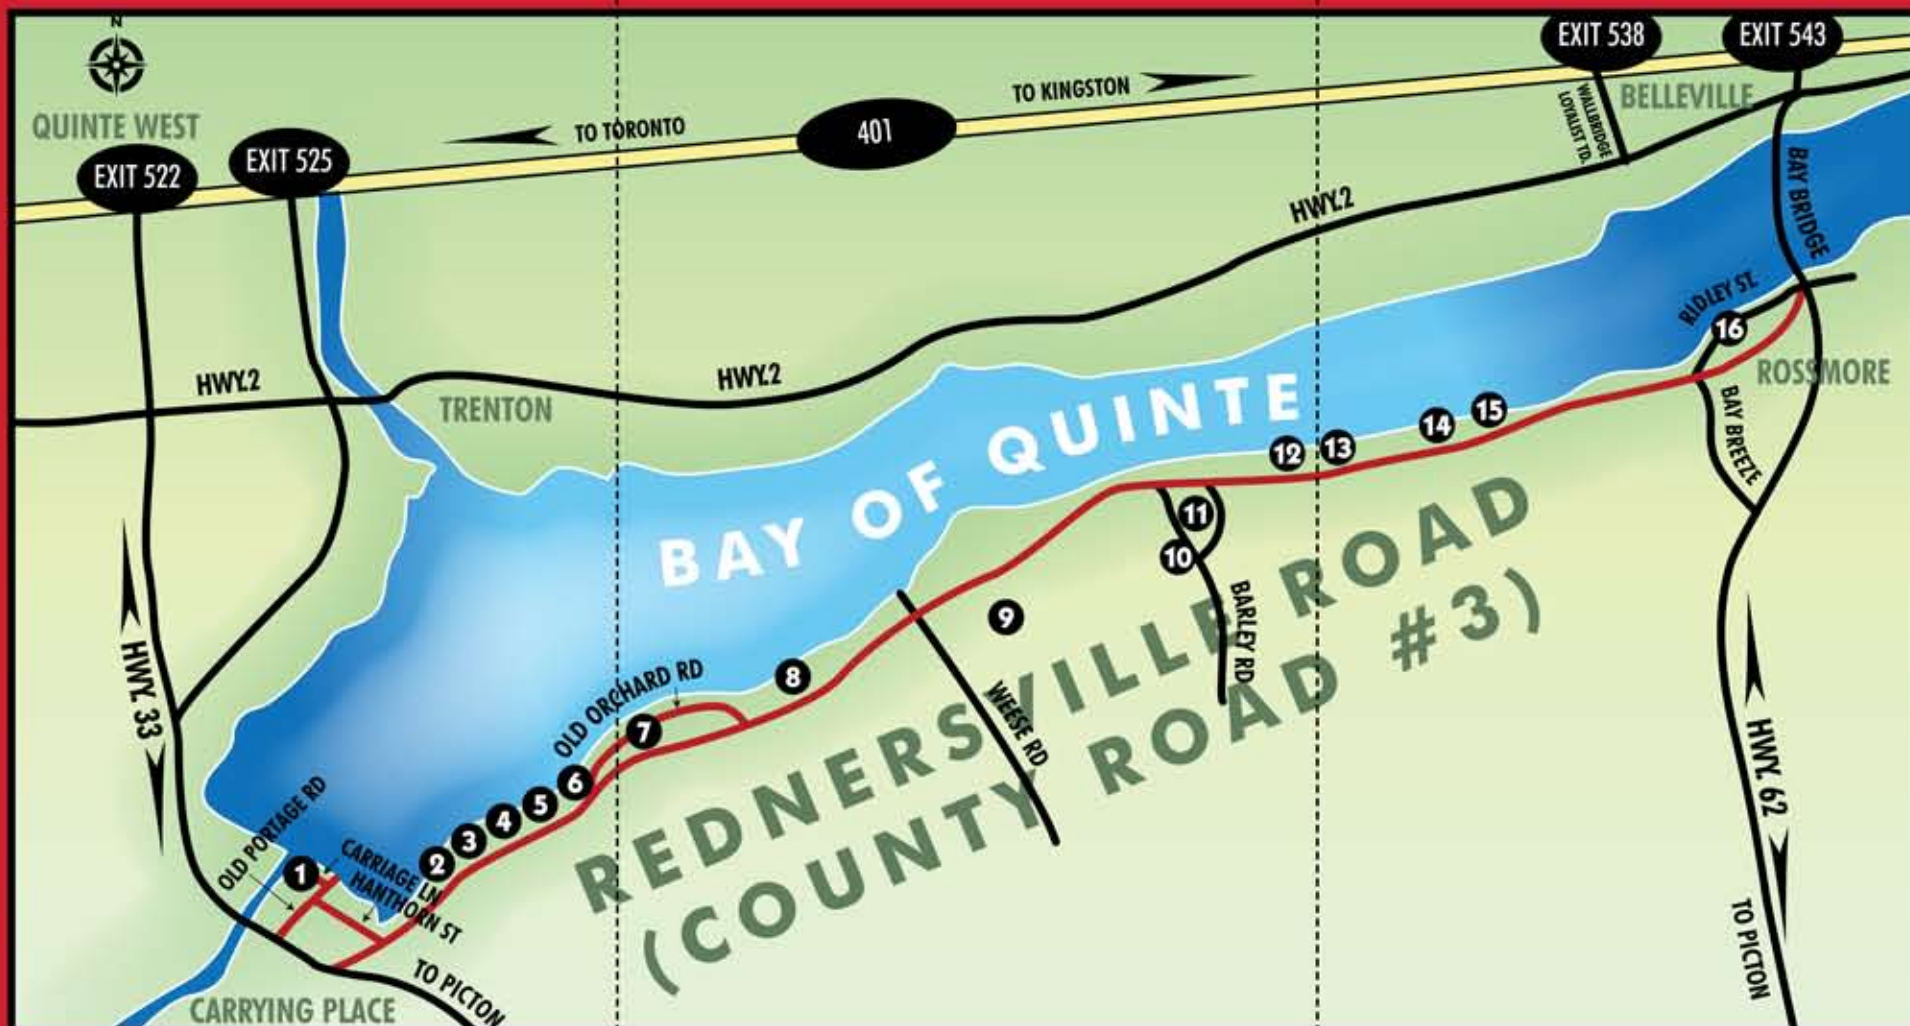 N
EXIT 538
EXIT 543
QUINTE WEST
TO KINGSTON
BELLEVILLE
WALLBRIDGE
LOYALIST TD.
TO TORONTO
401
EXIT 522
EXIT 525
HWY.2
BAY BRIDGE
HWY.2
HWY.2
TRENTON
RIDLEY ST.
16
ROSSMORE
BAY OF QUINTE
12
13
14
15
BAY BREEZE
11
10
BARLEY RD
9
WEESE RD
8
OLD ORCHARD RD
7
6
5
4
3
2
1
HWY. 33
HWY. 62
REDNERSVILLE ROAD
(COUNTY ROAD #3)
OLD PORTAGE RD
CARRIAGE LN
HANTHORN ST
TO PICTON
TO PICTON
CARRYING PLACE